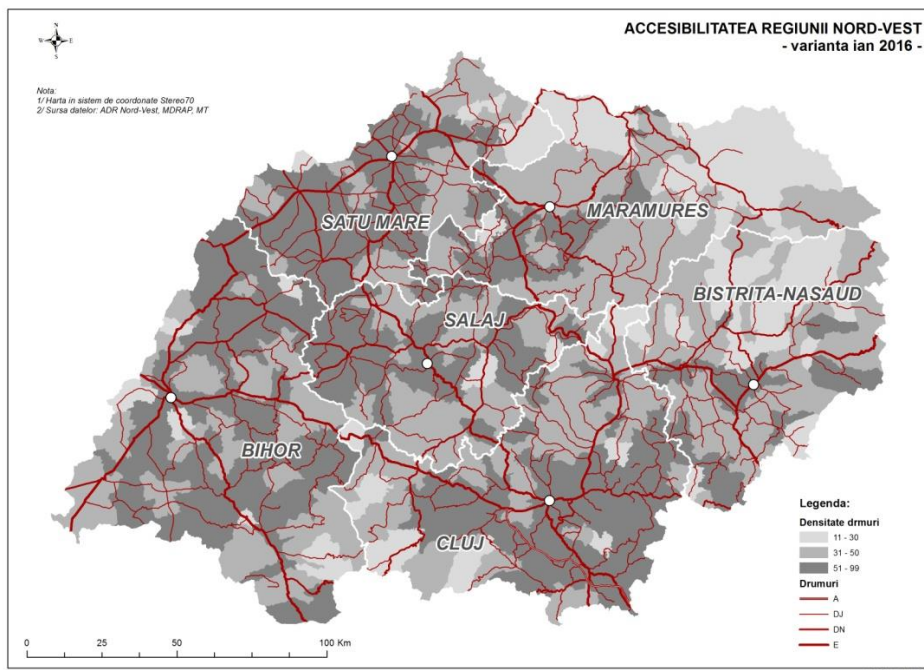 ACCESIBILITATEA REGIUNII NORD-VEST
- varianta ian 2016 -
N
W E
S
Nota:
1/ Harta in sistem de coordonate Stereo70
2/ Sursa datelor: ADR Nord-Vest, MDRAP, MT
SATU MARE
MARAMURES
BISTRITA-NASAUD
SALAJ
BIHOR
CLUJ
Legenda:
Densitate drmuri
11 - 30
31 - 50
51 - 99
Drumuri
A
DJ
DN
E
0 25 50 100 Km